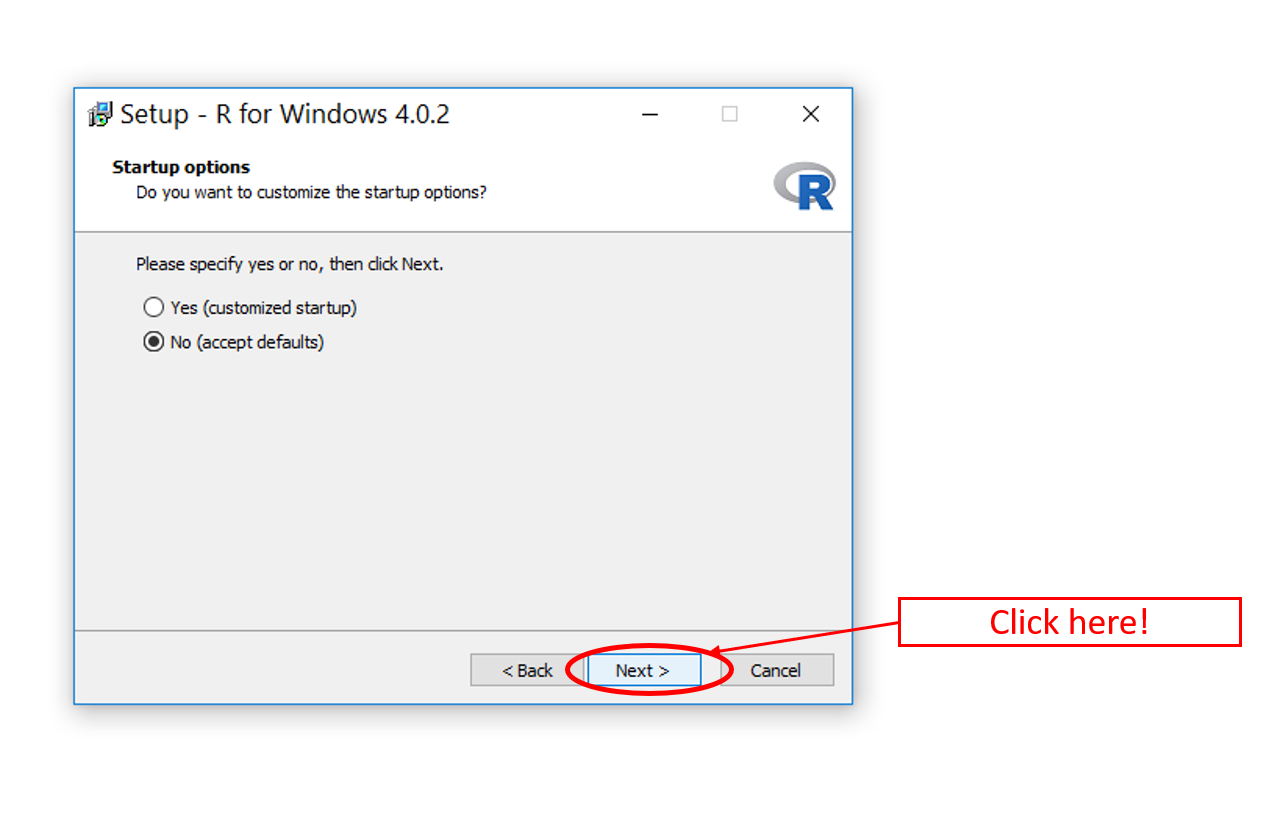 Setup - R for Windows 4.0.2
Startup options
Do you want to customize the startup options?
R
Please specify yes or no, then click Next.
Yes (customized startup)
No (accept defaults)
Click here!
< Back
Next >
Cancel